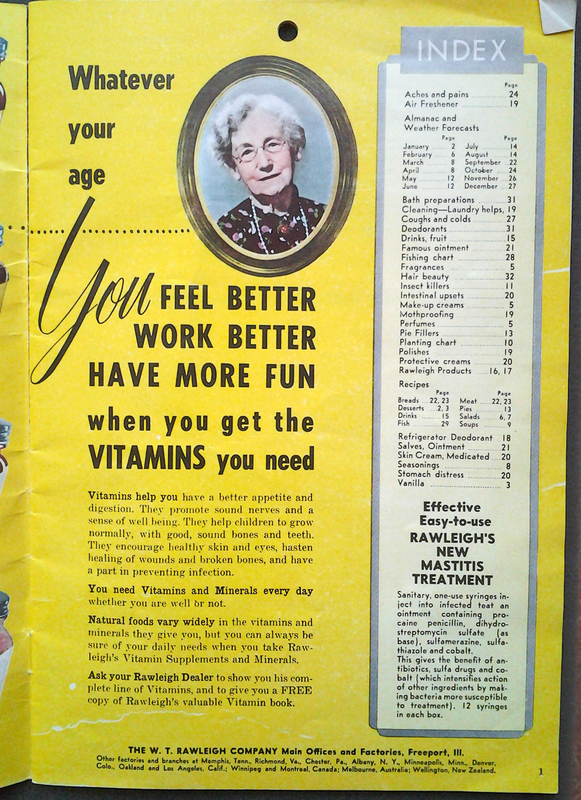 Whatever
your
age
You FEEL BETTER
WORK BETTER
HAVE MORE FUN
when you get the
VITAMINS you need
Vitamins help you have a better appetite and
digestion. They promote sound nerves and a
sense of well being. They help children to grow
normally, with good, sound bones and teeth.
They encourage healthy skin and eyes, hasten
healing of wounds and broken bones, and have
a part in preventing infection.
You need Vitamins and Minerals every day
whether you are well or not.
Natural foods vary widely in the vitamins and
minerals they give you, but you can always be
sure of your daily needs when you take Raw-
leigh's Vitamin Supplements and Minerals.
Ask your Rawleigh Dealer to show you his com-
plete line of Vitamins, and to give you a FREE
copy of Rawleigh's valuable Vitamin book.
INDEX
Page
Aches and pains 24
Air Freshener 19
Almanac and
Weather Forecasts
Page Page
January 2 July 14
February 6 August 14
March 8 September 22
April 8 October 24
May 12 November 26
June 12 December 27
Bath preparations 31
Cleaning—Laundry helps, 19
Coughs and colds 27
Deodorants 31
Drinks, fruit 15
Famous ointment 21
Fishing chart 28
Fragrances 5
Hair beauty 32
Insect killers 11
Intestinal upsets 20
Make-up creams 5
Mothproofing 19
Perfumes 5
Pie Fillers 13
Planting chart 10
Polishes 19
Protective creams 20
Rawleigh Products 16, 17
Recipes
Page Page
Breads 22, 23 Meat 22, 23
Desserts 2, 3 Pies 13
Drinks 15 Salads 6, 7
Fish 29 Soups 9
Refrigerator Deodorant 18
Salves, Ointment 21
Skin Cream, Medicated 20
Seasonings 8
Stomach distress 20
Vanilla 3
Effective
Easy-to-use
RAWLEIGH'S
NEW
MASTITIS
TREATMENT
Sanitary, one-use syringes in-
ject into infected teat an
ointment containing pro-
caine penicillin, dihydro-
streptomycin sulfate (as
base), sulfamerazine, sulfa-
thiazole and cobalt.
This gives the benefit of an-
tibiotics, sulfa drugs and co-
balt (which intensifies action
of other ingredients by mak-
ing bacteria more susceptible
to treatment). 12 syringes
in each box.
THE W. T. RAWLEIGH COMPANY Main Offices and Factories, Freeport, Ill.
Other factories and branches at Memphis, Tenn., Richmond, Va., Chester, Pa., Albany, N. Y., Minneapolis, Minn., Denver,
Colo., Oakland and Los Angeles, Calif.; Winnipeg and Montreal, Canada; Melbourne, Australia; Wellington, New Zealand.
1